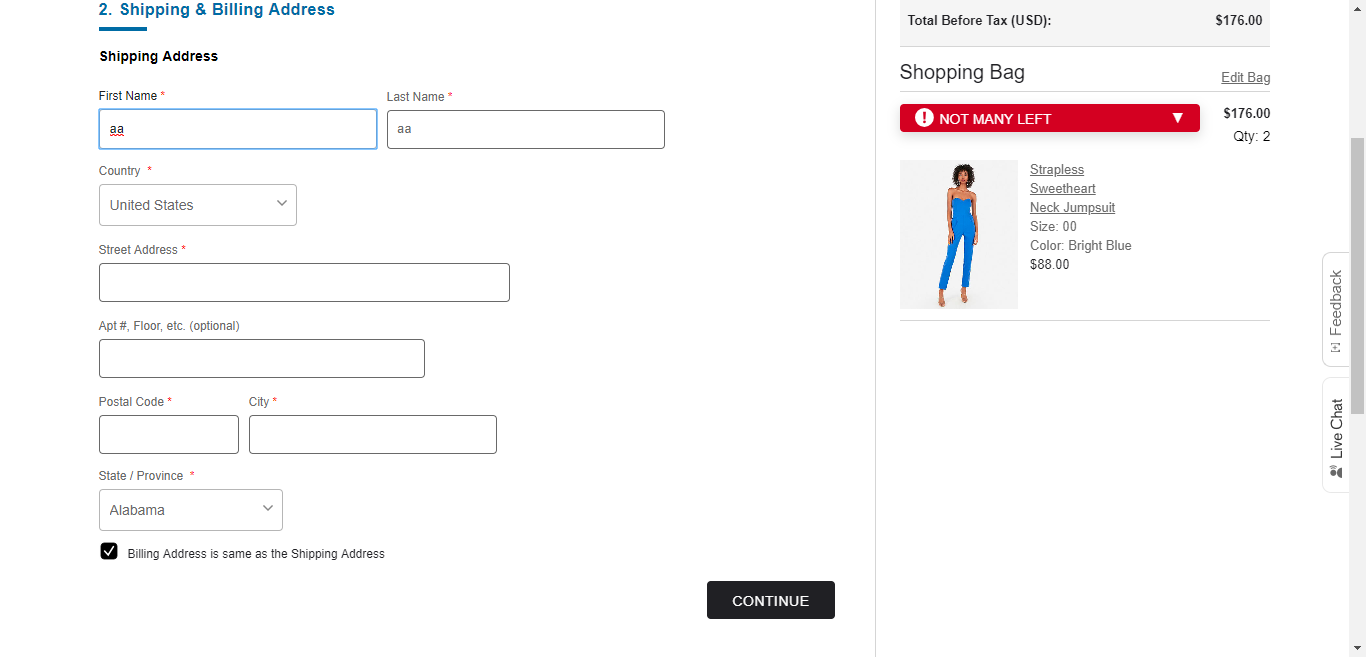 2. Shipping & Billing Address
Shipping Address
First Name *
Last Name *
aa
aa
Country *
United States
Street Address *
Apt #, Floor, etc. (optional)
Postal Code *
City *
State / Province *
Alabama
Billing Address is same as the Shipping Address
CONTINUE
Total Before Tax (USD): $176.00
Shopping Bag
Edit Bag
! NOT MANY LEFT ▼
$176.00
Qty: 2
Strapless
Sweetheart
Neck Jumpsuit
Size: 00
Color: Bright Blue
$88.00
Feedback
Live Chat